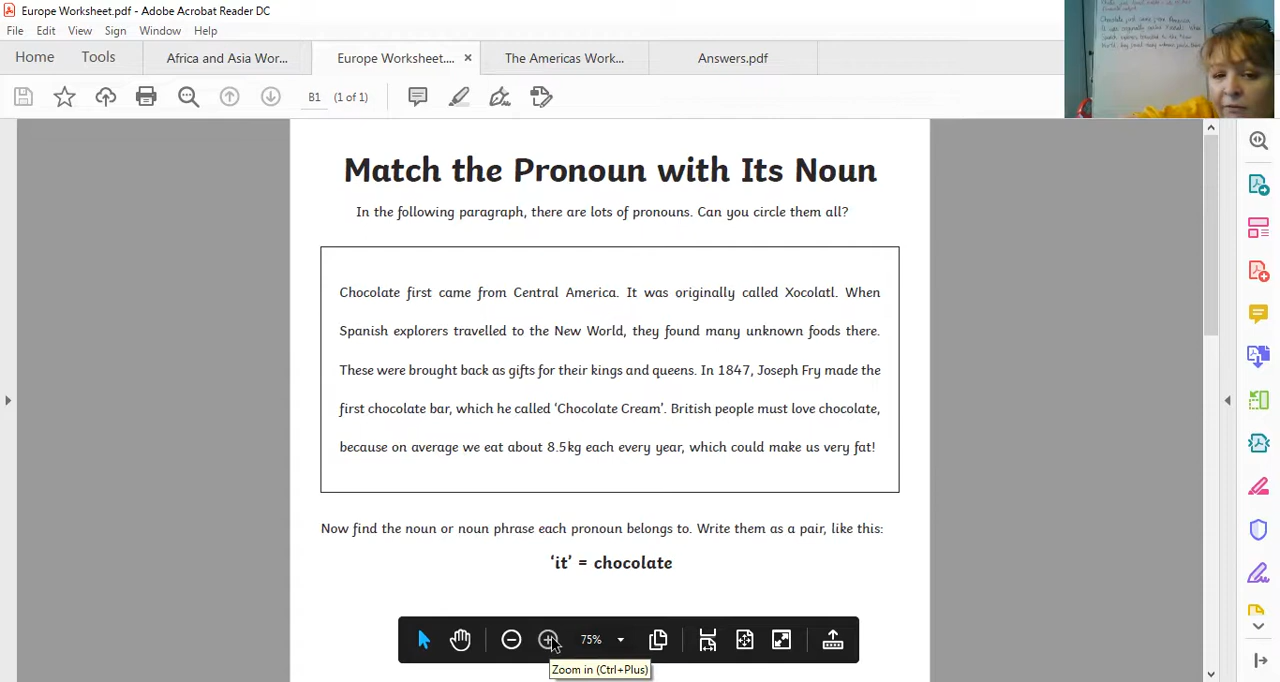 Europe Worksheet.pdf - Adobe Acrobat Reader DC
File Edit View Sign Window Help
Home Tools Africa and Asia Wor... Europe Worksheet.... × The Americas Work... Answers.pdf
B1 (1 of 1)
Match the Pronoun with Its Noun
In the following paragraph, there are lots of pronouns. Can you circle them all?
Chocolate first came from Central America. It was originally called Xocolatl. When
Spanish explorers travelled to the New World, they found many unknown foods there.
These were brought back as gifts for their kings and queens. In 1847, Joseph Fry made the
first chocolate bar, which he called ‘Chocolate Cream’. British people must love chocolate,
because on average we eat about 8.5kg each every year, which could make us very fat!
Now find the noun or noun phrase each pronoun belongs to. Write them as a pair, like this:
‘it’ = chocolate
75%
Zoom in (Ctrl+Plus)